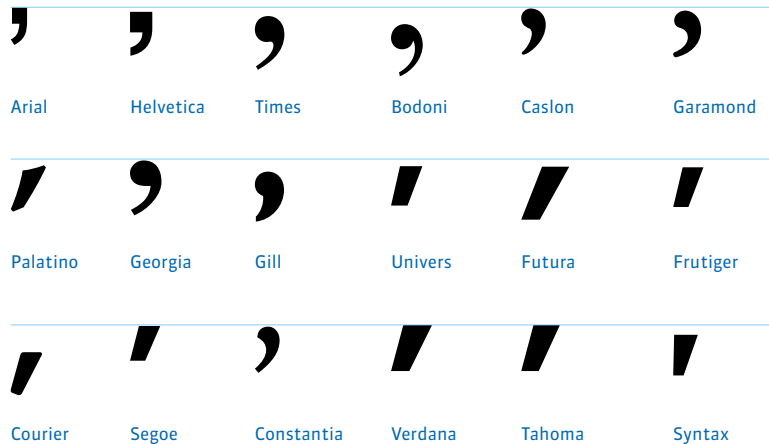 ’ ’ ’ ’ ’ ’
Arial Helvetica Times Bodoni Caslon Garamond
’ ’ ’ ’ ’ ’
Palatino Georgia Gill Univers Futura Frutiger
’ ’ ’ ’ ’ ’
Courier Segoe Constantia Verdana Tahoma Syntax